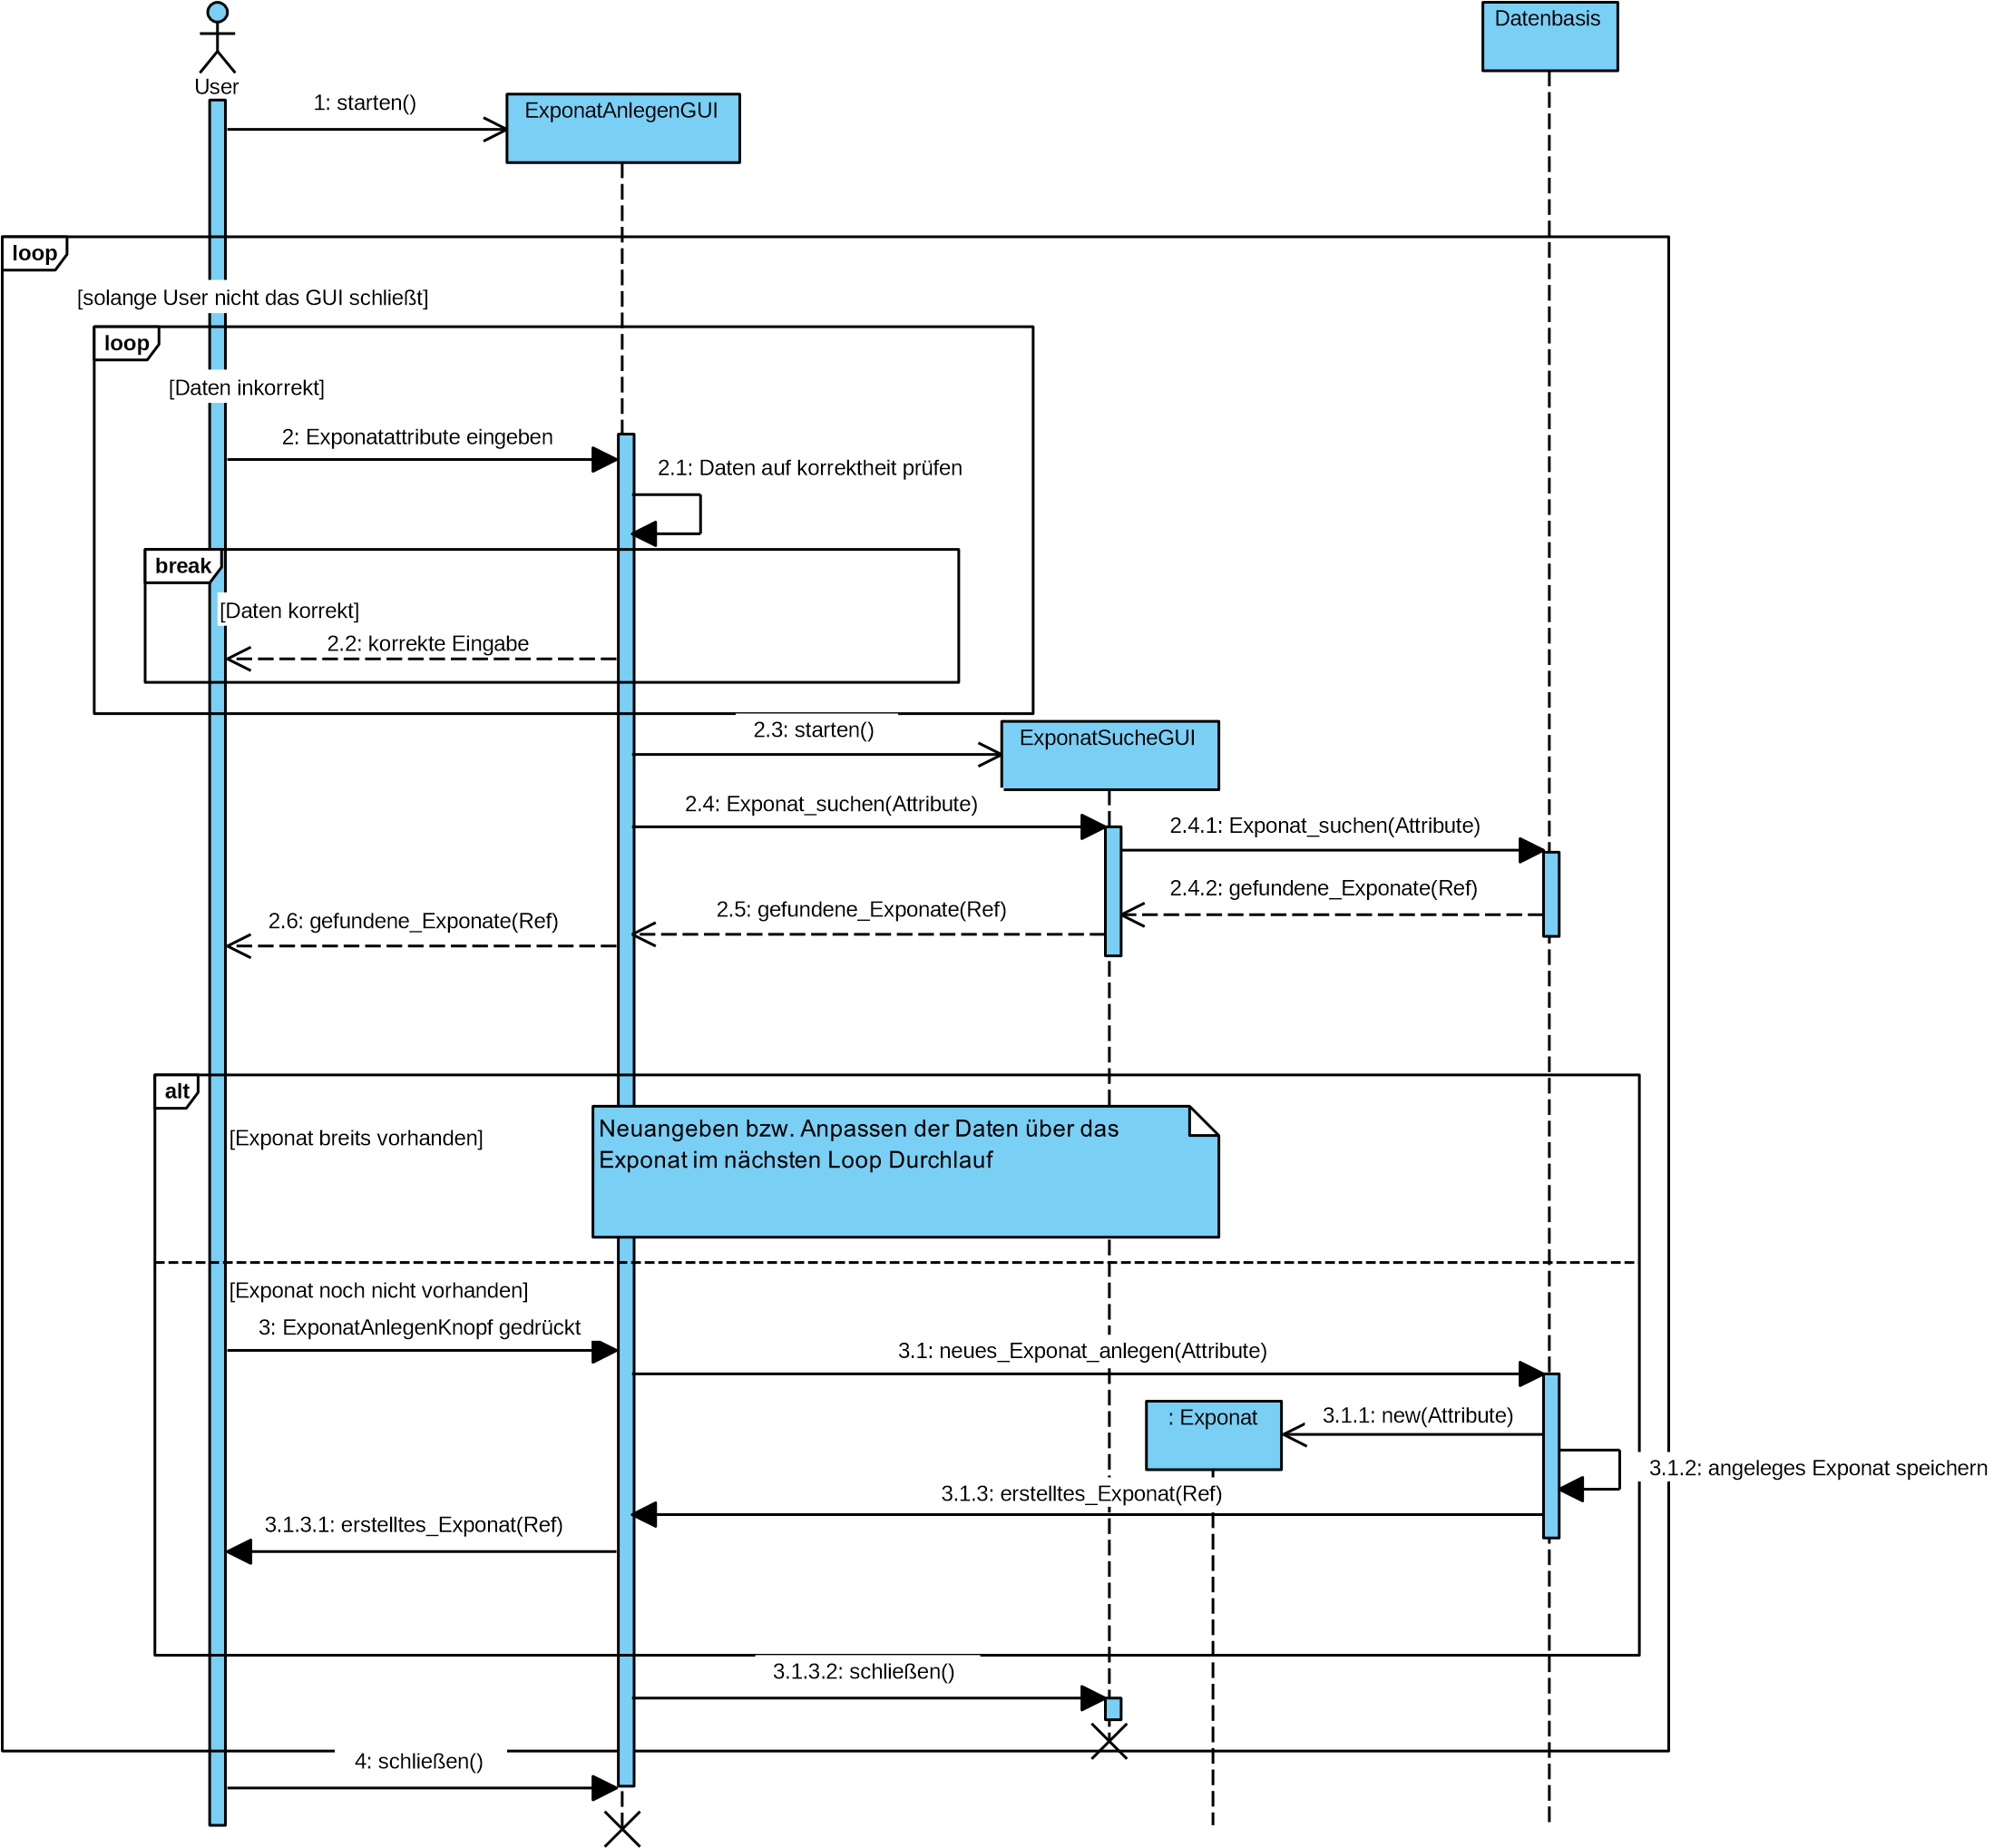 User
Datenbasis
1: starten()
ExponatAnlegenGUI
loop
[solange User nicht das GUI schließt]
loop
[Daten inkorrekt]
2: Exponatattribute eingeben
2.1: Daten auf korrektheit prüfen
break
[Daten korrekt]
2.2: korrekte Eingabe
2.3: starten()
ExponatSucheGUI
2.4: Exponat_suchen(Attribute)
2.4.1: Exponat_suchen(Attribute)
2.4.2: gefundene_Exponate(Ref)
2.5: gefundene_Exponate(Ref)
2.6: gefundene_Exponate(Ref)
alt
[Exponat breits vorhanden]
Neuangeben bzw. Anpassen der Daten über das
Exponat im nächsten Loop Durchlauf
[Exponat noch nicht vorhanden]
3: ExponatAnlegenKnopf gedrückt
3.1: neues_Exponat_anlegen(Attribute)
: Exponat
3.1.1: new(Attribute)
3.1.2: angeleges Exponat speichern
3.1.3: erstelltes_Exponat(Ref)
3.1.3.1: erstelltes_Exponat(Ref)
3.1.3.2: schließen()
4: schließen()